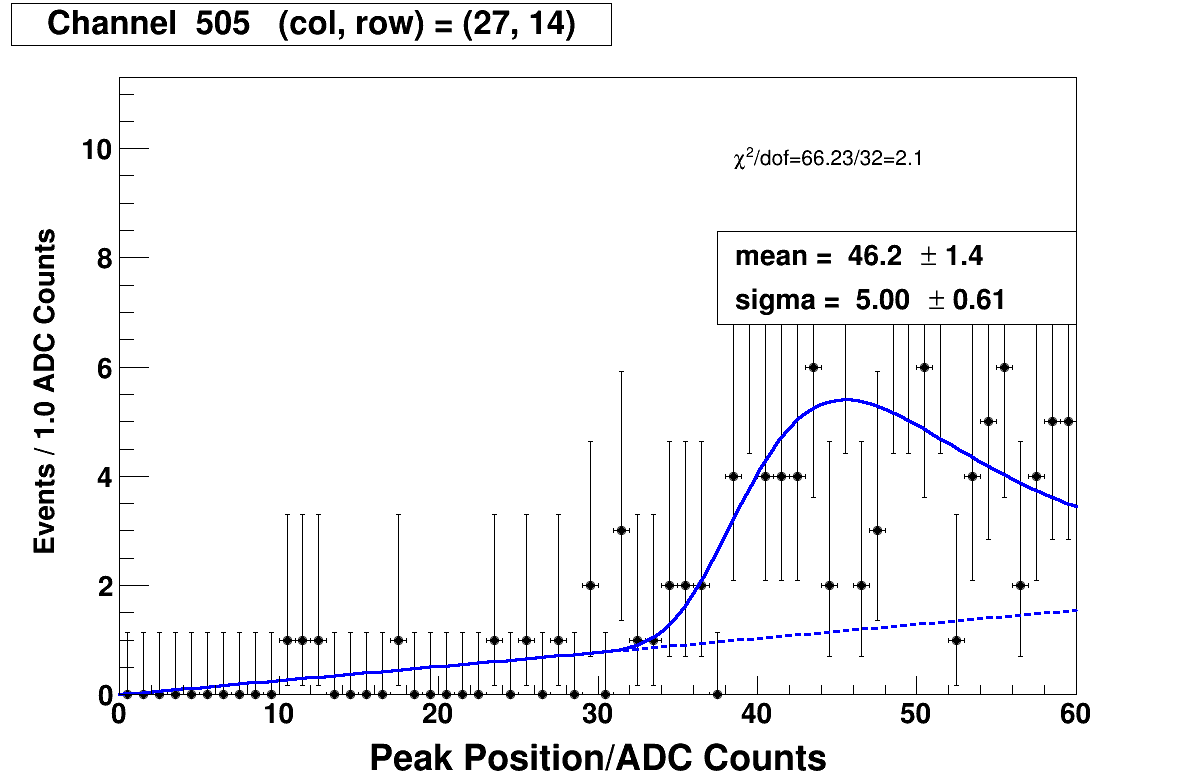 Channel 505 (col, row) = (27, 14)
χ²/dof=66.23/32=2.1
mean = 46.2 ± 1.4
sigma = 5.00 ± 0.61
Events / 1.0 ADC Counts
10
8
6
4
2
0
0 10 20 30 40 50 60
Peak Position/ADC Counts